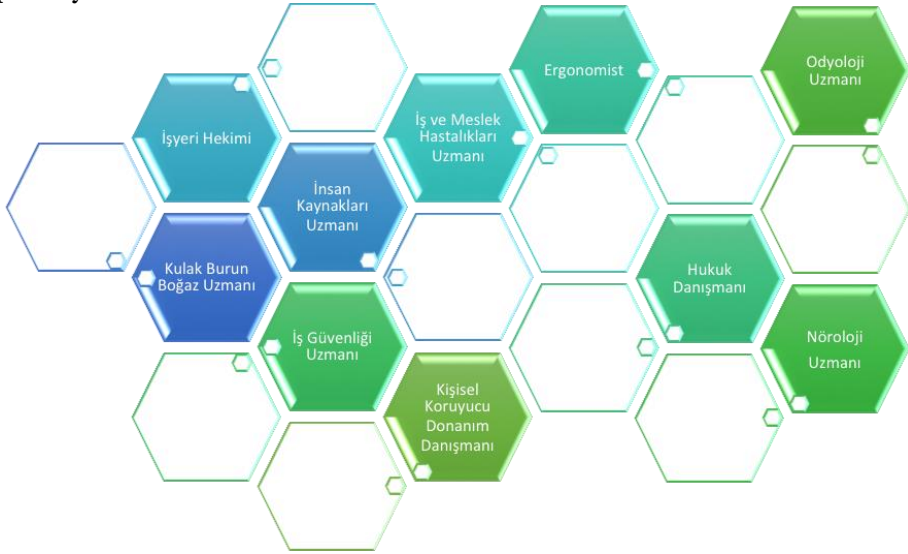 Ergonomist
Odyoloji
Uzmanı
İşyeri Hekimi
İş ve Meslek
Hastalıkları
Uzmanı
İnsan
Kaynakları
Uzmanı
Kulak Burun
Boğaz Uzmanı
Hukuk
Danışmanı
İş Güvenliği
Uzmanı
Nöroloji
Uzmanı
Kişisel
Koruyucu
Donanım
Danışmanı